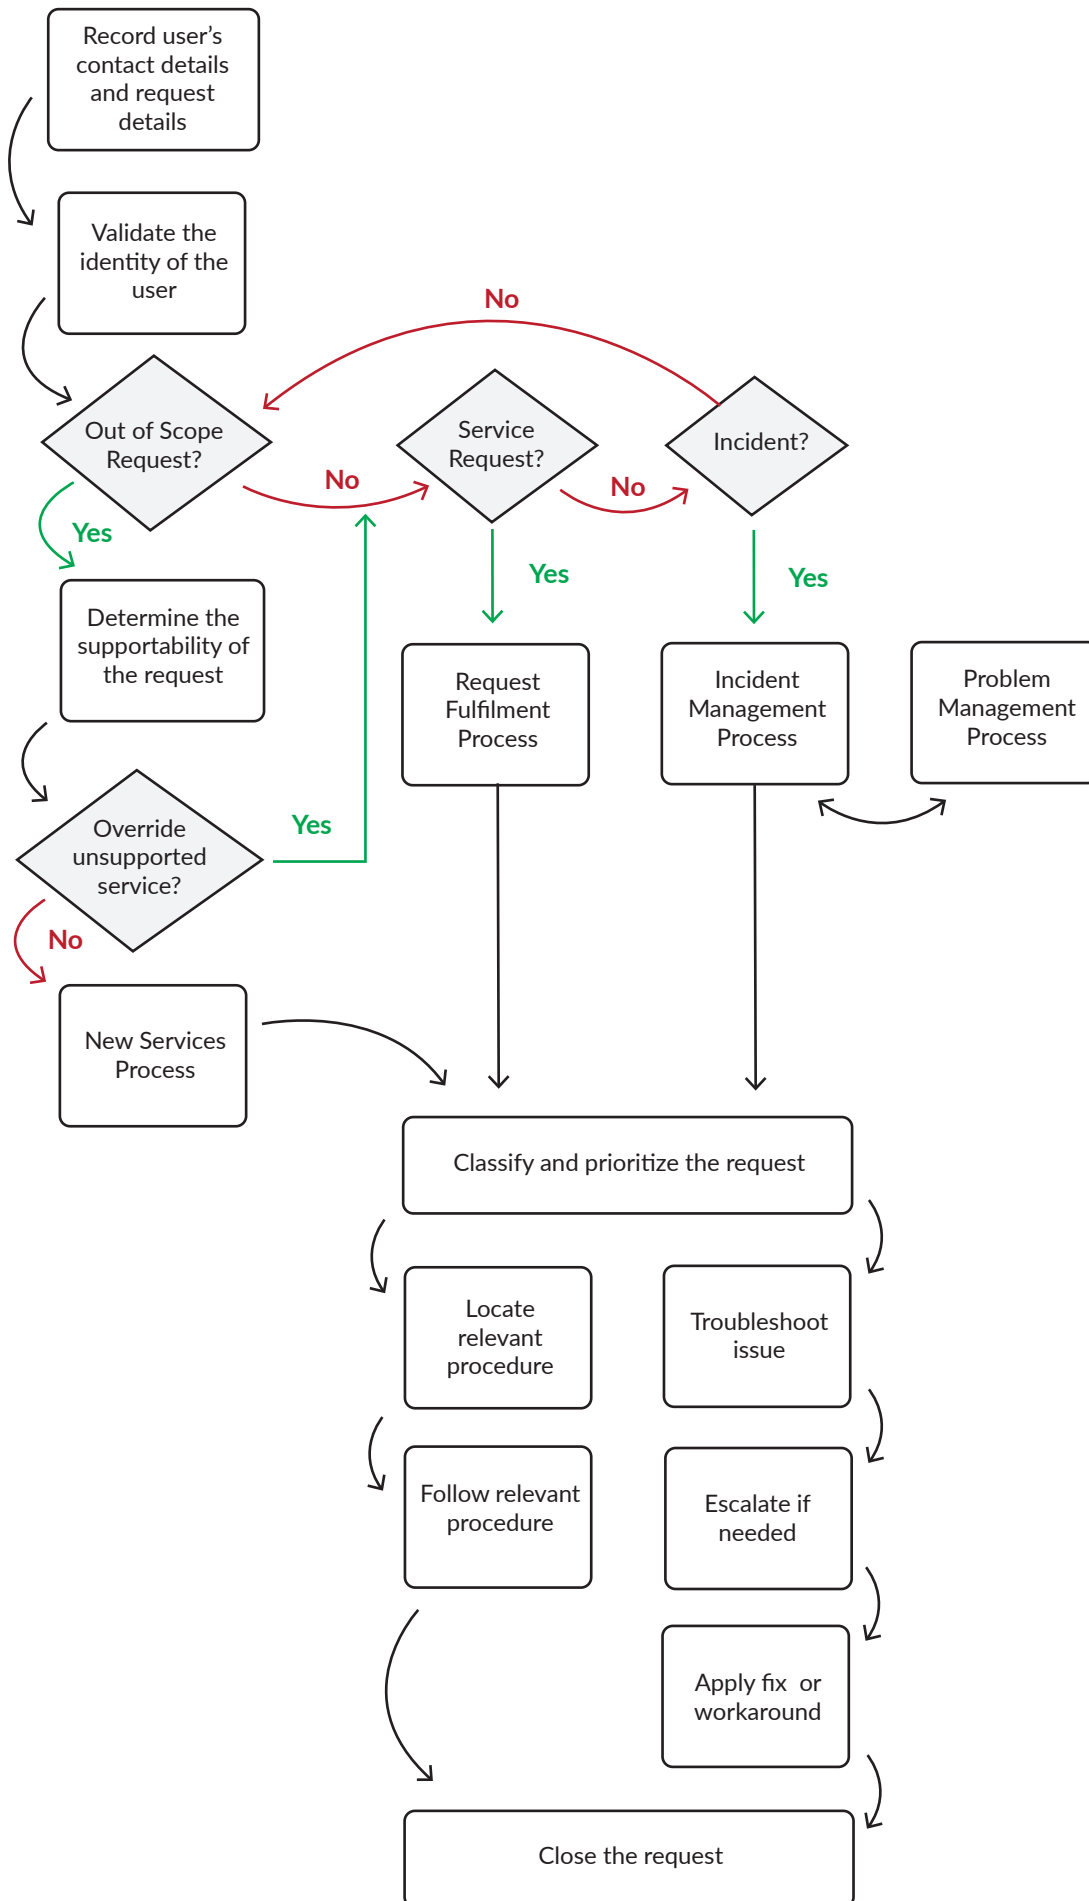 Record user’s
contact details
and request
details
Validate the
identity of the
user
No
Out of Scope
Request?
Service
Request?
Incident?
No
No
Yes
Yes
Yes
Determine the
supportability of
the request
Request
Fulfilment
Process
Incident
Management
Process
Problem
Management
Process
Override
unsupported
service?
Yes
No
New Services
Process
Classify and prioritize the request
Locate
relevant
procedure
Troubleshoot
issue
Follow relevant
procedure
Escalate if
needed
Apply fix  or
workaround
Close the request